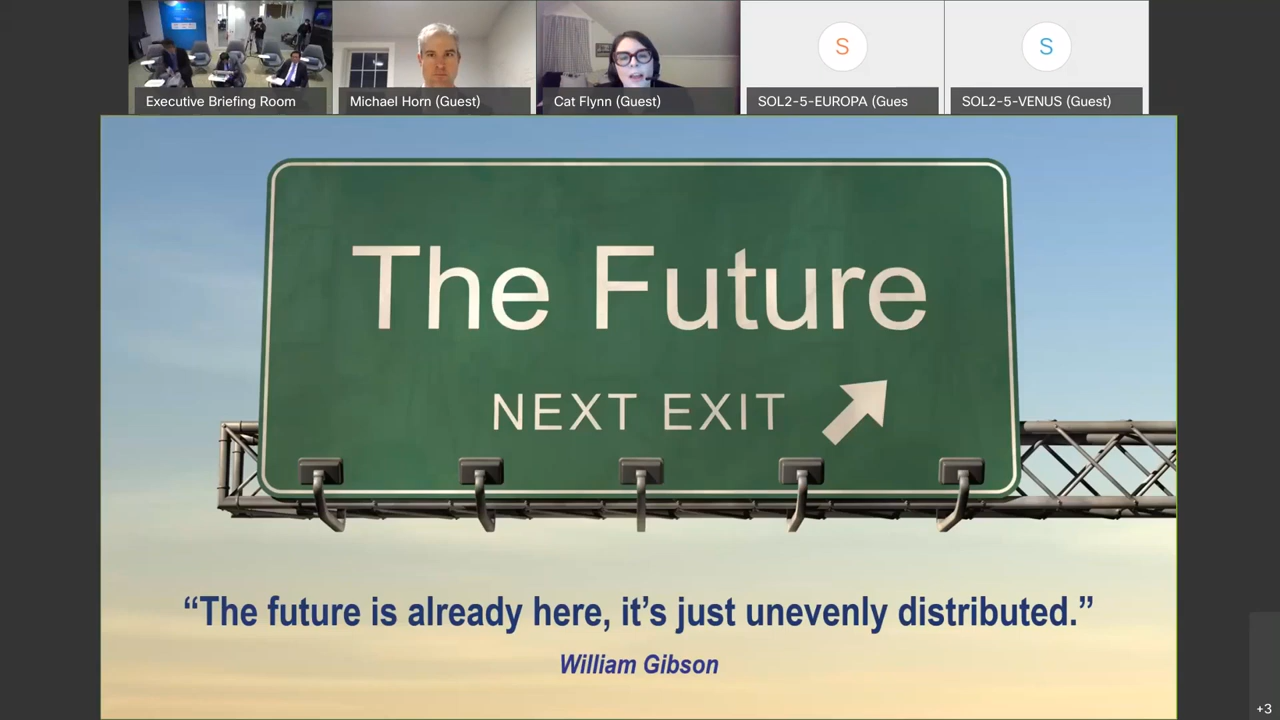 Executive Briefing Room
Michael Horn (Guest)
Cat Flynn (Guest)
S
SOL2-5-EUROPA (Gues
S
SOL2-5-VENUS (Guest)
The Future
NEXT EXIT
“The future is already here, it’s just unevenly distributed.”
William Gibson
+3